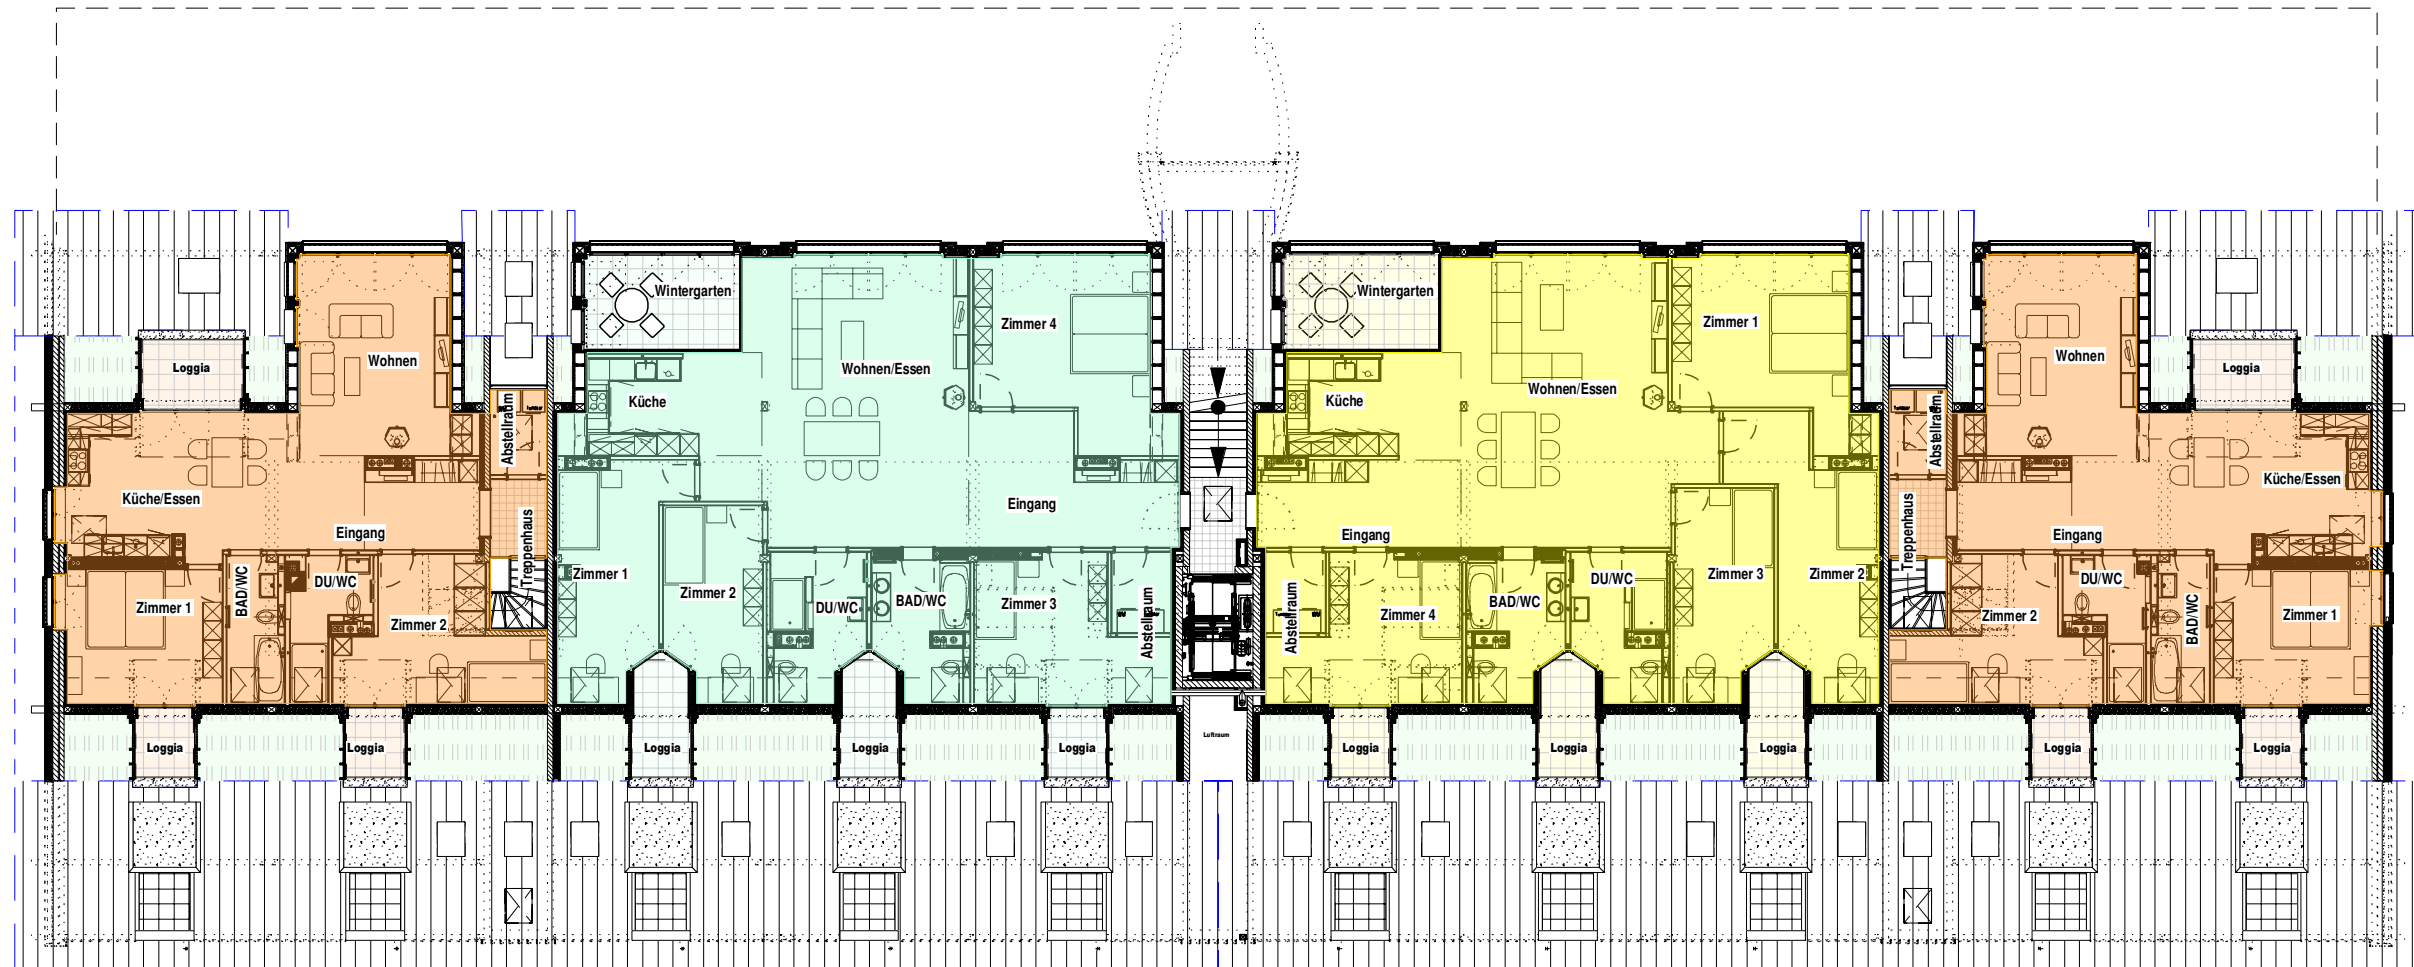 Wintergarten
Wintergarten
Zimmer 4
Zimmer 1
Wohnen
Wohnen/Essen
Wohnen/Essen
Wohnen
Loggia
Loggia
Küche
Küche
Abstellraum
Abstellraum
Küche/Essen
Eingang
Eingang
Eingang
Eingang
Küche/Essen
Treppenhaus
Treppenhaus
Zimmer 1
BAD/WC
DU/WC
Zimmer 2
Zimmer 1
Zimmer 2
DU/WC
BAD/WC
Zimmer 3
Abstellraum
Abstellraum
Zimmer 4
BAD/WC
DU/WC
Zimmer 3
Zimmer 2
Zimmer 2
DU/WC
BAD/WC
Zimmer 1
Loggia
Loggia
Loggia
Loggia
Loggia
Luftraum
Loggia
Loggia
Loggia
Loggia
Loggia